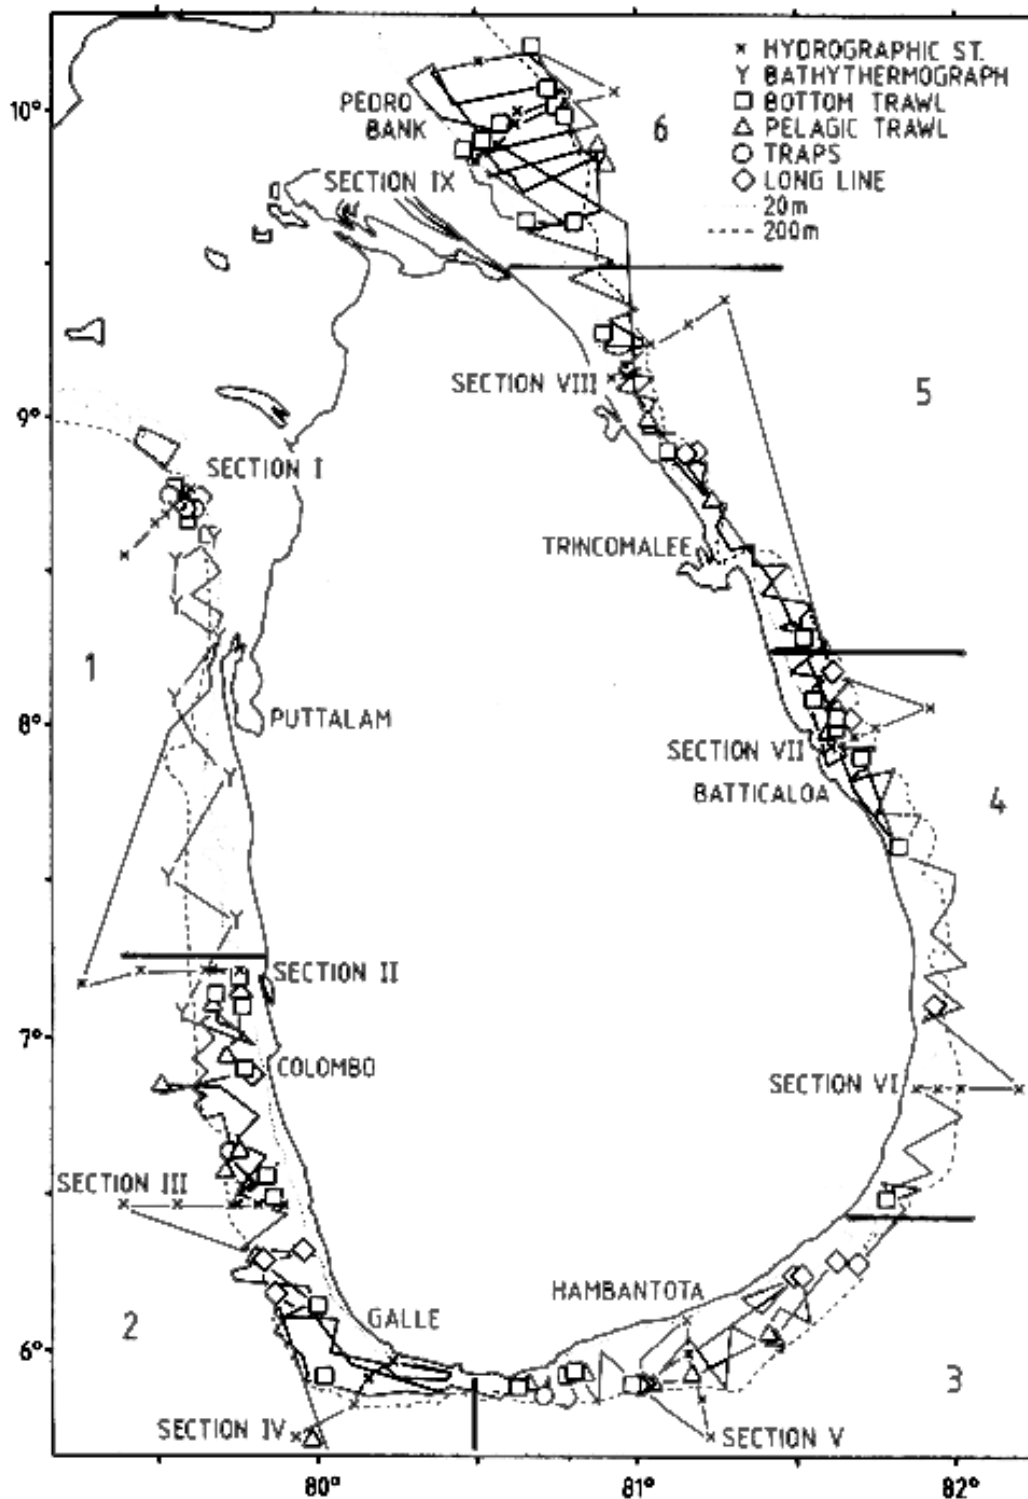 × HYDROGRAPHIC ST.
Y BATHYTHERMOGRAPH
□ BOTTOM TRAWL
△ PELAGIC TRAWL
○ TRAPS
◇ LONG LINE
20m
---- 200m
10°
PEDRO
BANK
6
SECTION IX
SECTION VIII
5
9°
SECTION I
TRINCOMALEE
1
8°
PUTTALAM
SECTION VII
BATTICALOA
4
SECTION II
7°
COLOMBO
SECTION VI
SECTION III
HAMBANTOTA
2
GALLE
6°
3
SECTION IV
SECTION V
80°
81°
82°